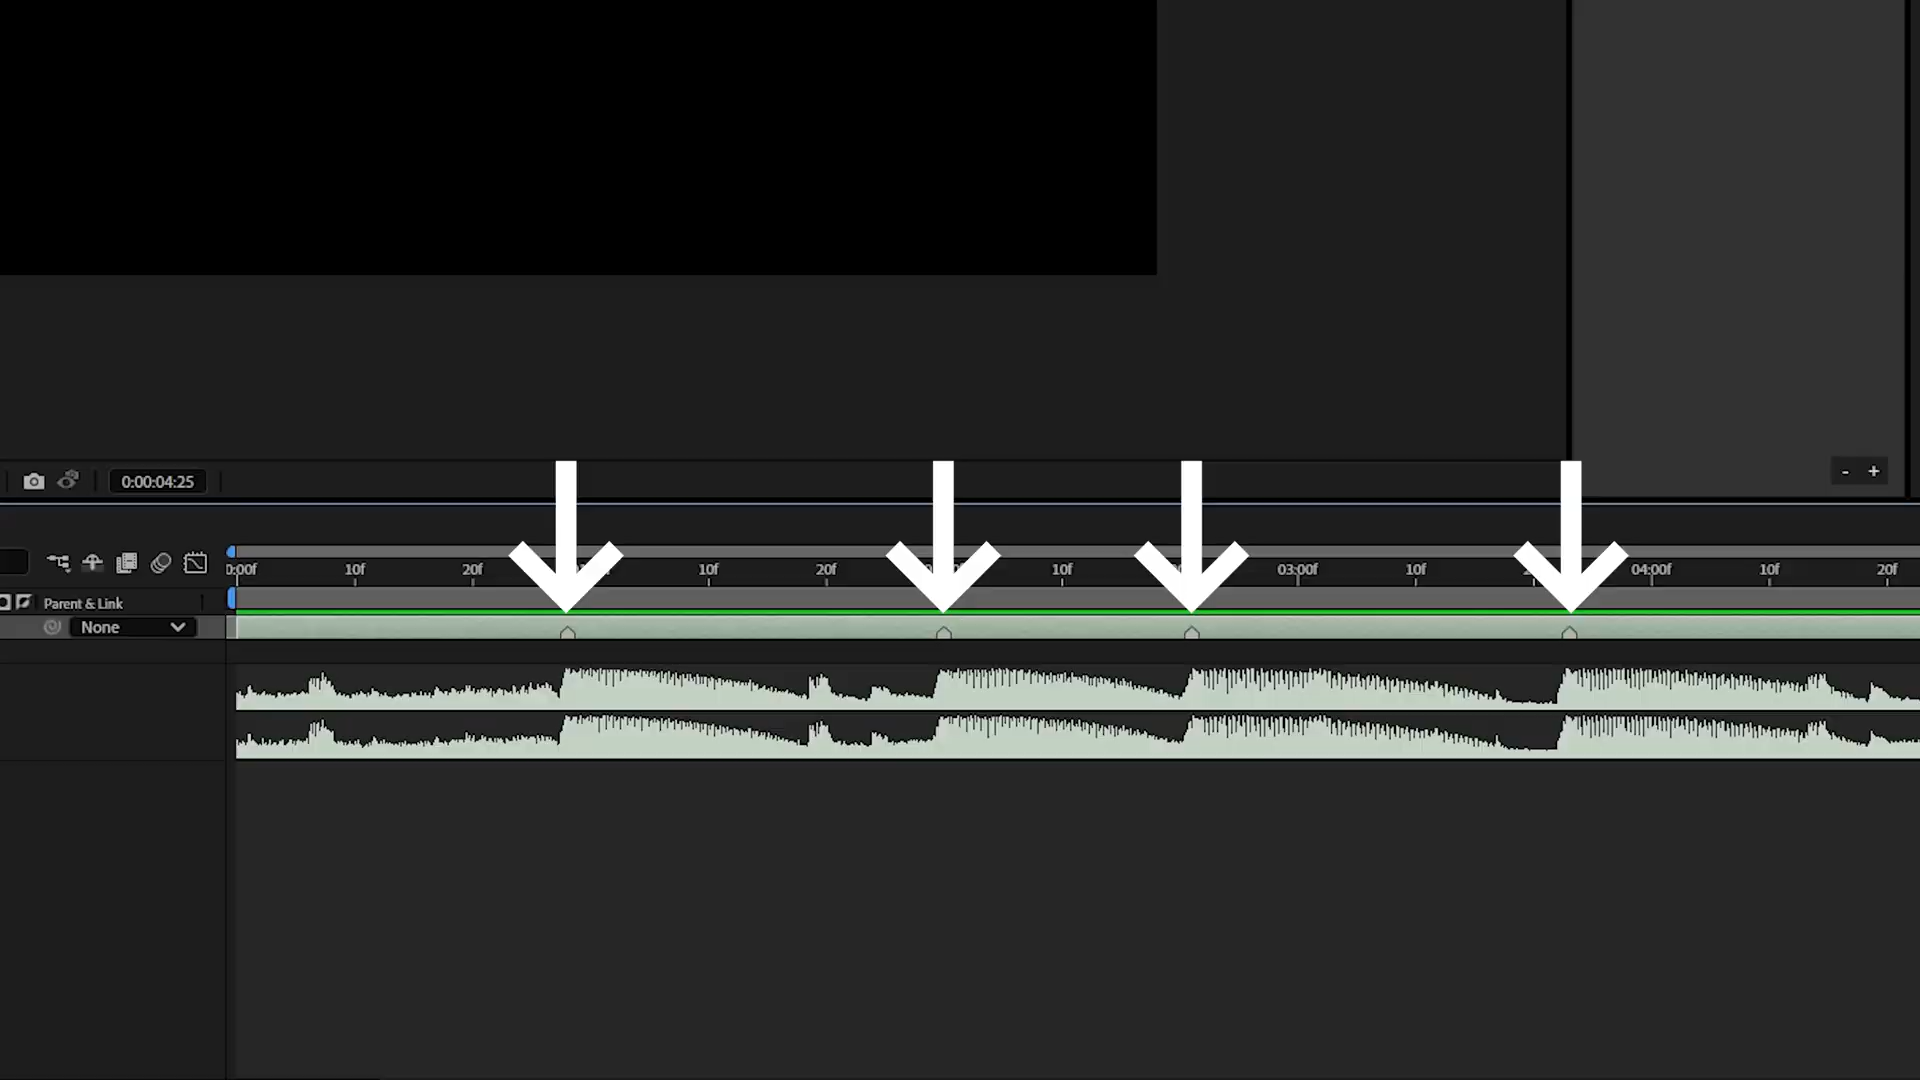 - +
0:00:04:25
0:00f 10f 20f 10f 20f 10f 03:00f 10f 04:00f 10f 20f
Parent & Link
None